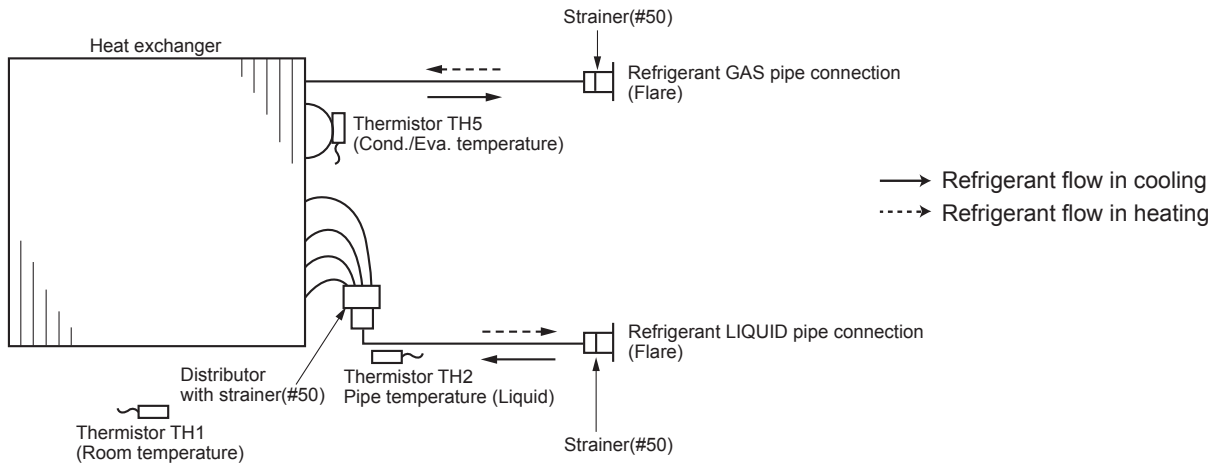 Strainer(#50)
Heat exchanger
Refrigerant GAS pipe connection
(Flare)
Thermistor TH5
(Cond./Eva. temperature)
Refrigerant flow in cooling
Refrigerant flow in heating
Refrigerant LIQUID pipe connection
(Flare)
Distributor
with strainer(#50)
Thermistor TH2
Pipe temperature (Liquid)
Thermistor TH1
(Room temperature)
Strainer(#50)